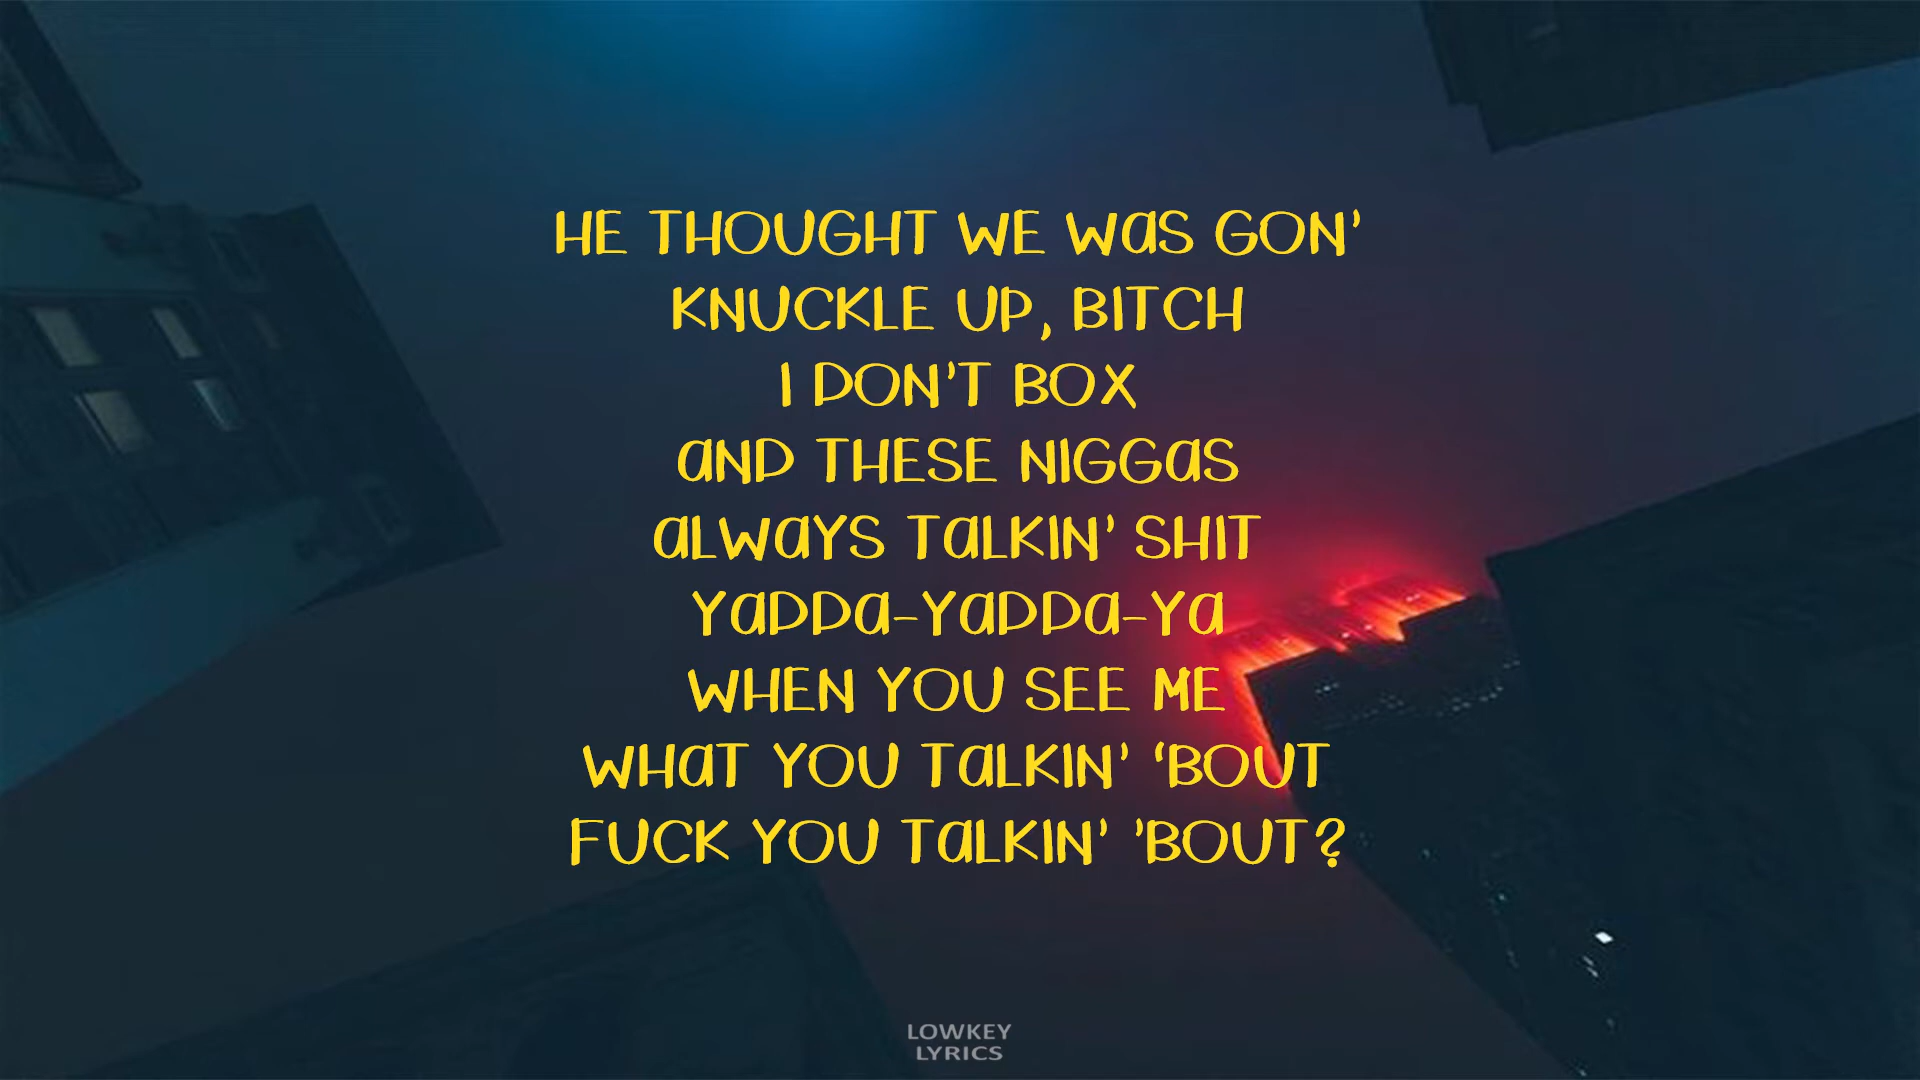 HE THOUGHT WE WAS GON'
KNUCKLE UP, BITCH
I DON'T BOX
AND THESE NIGGAS
ALWAYS TALKIN' SHIT
YADDA-YADDA-YA
WHEN YOU SEE ME
WHAT YOU TALKIN' ‘BOUT
FUCK YOU TALKIN' 'BOUT?
LOWKEY
LYRICS